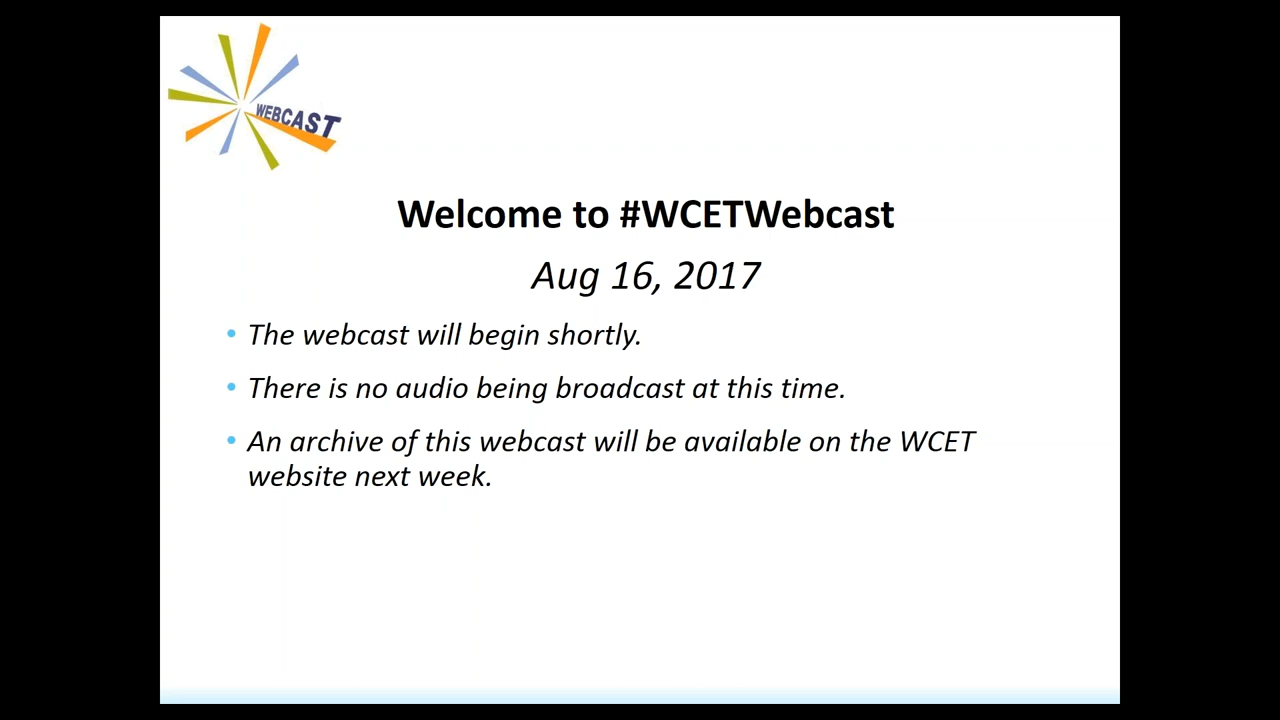 WEBCAST
Welcome to #WCETWebcast
Aug 16, 2017
• The webcast will begin shortly.
• There is no audio being broadcast at this time.
• An archive of this webcast will be available on the WCET
website next week.